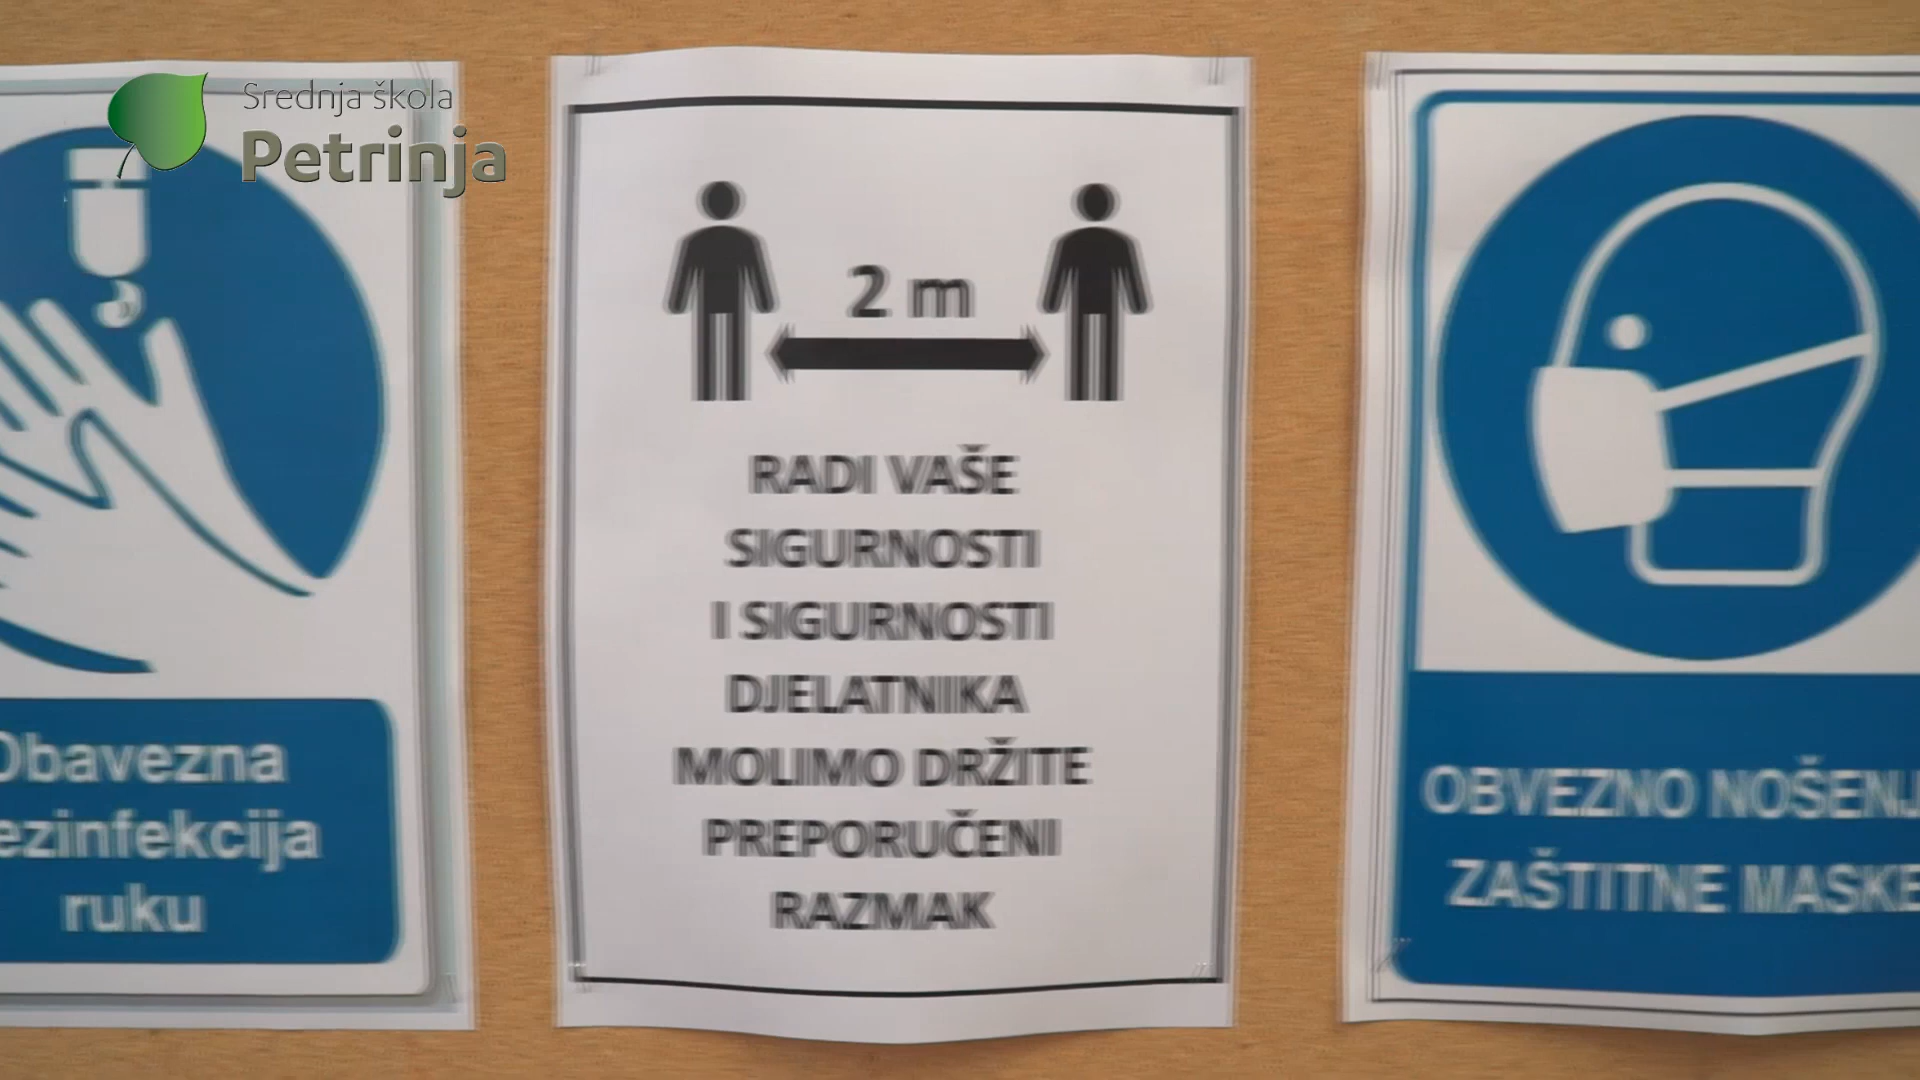 Srednja škola
Petrinja
Obavezna
ezinfekcija
ruku
2 m
RADI VAŠE
SIGURNOSTI
I SIGURNOSTI
DJELATNIKA
MOLIMO DRŽITE
PREPORUČENI
RAZMAK
OBVEZNO NOŠENJ
ZAŠTITNE MASKE